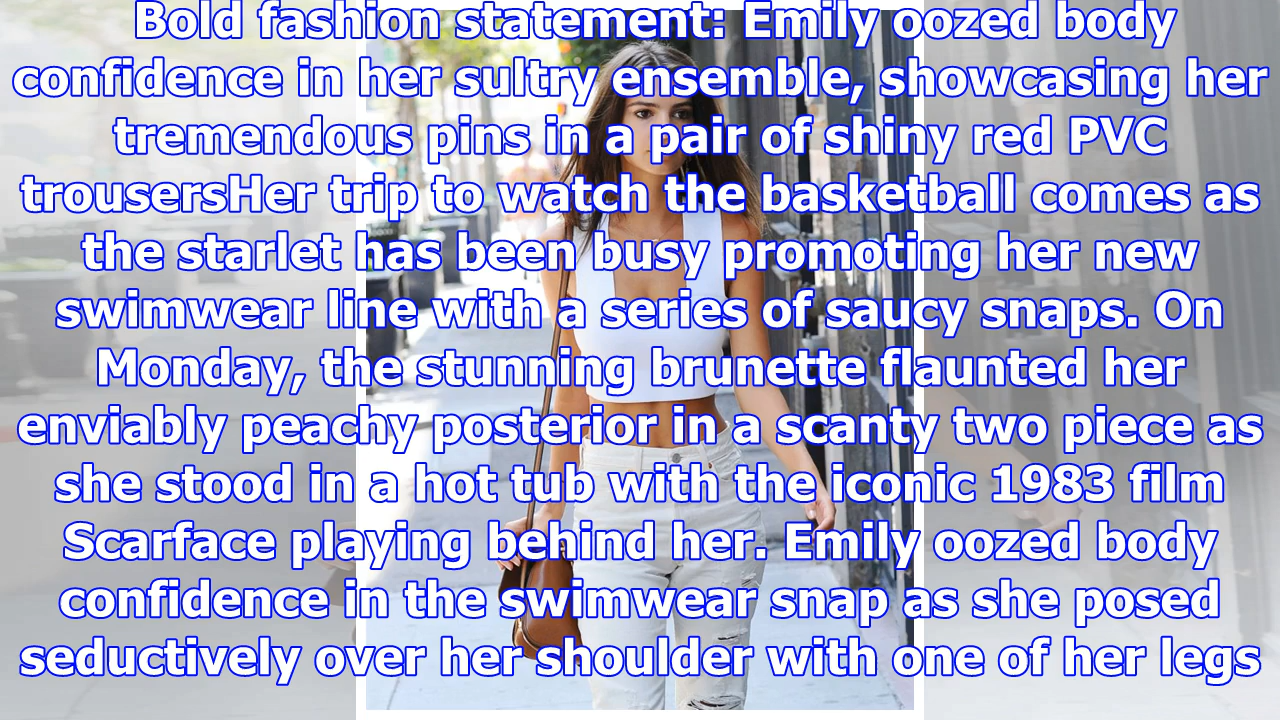 Bold fashion statement: Emily oozed body
confidence in her sultry ensemble, showcasing her
tremendous pins in a pair of shiny red PVC
trousersHer trip to watch the basketball comes as
the starlet has been busy promoting her new
swimwear line with a series of saucy snaps. On
Monday, the stunning brunette flaunted her
enviably peachy posterior in a scanty two piece as
she stood in a hot tub with the iconic 1983 film
Scarface playing behind her. Emily oozed body
confidence in the swimwear snap as she posed
seductively over her shoulder with one of her legs